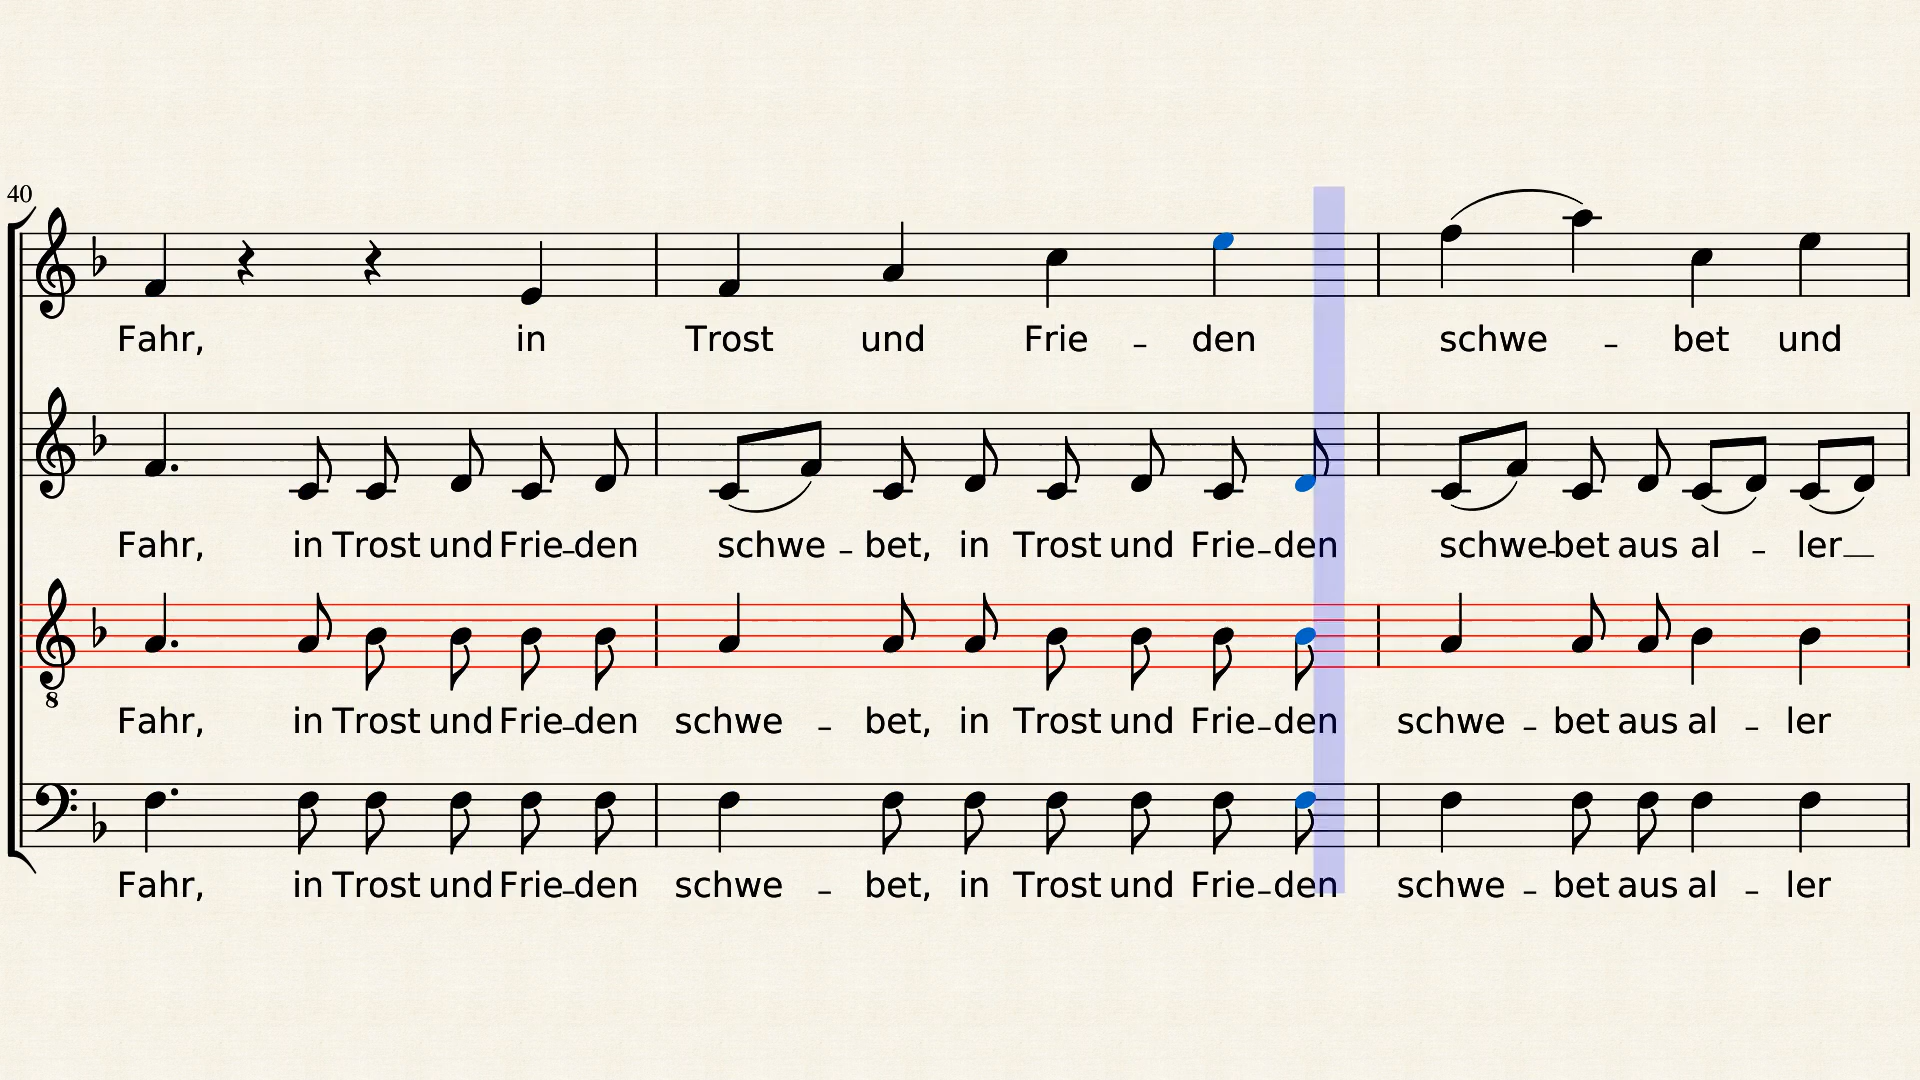 40
Fahr, in Trost und Frie - den schwe - bet und
Fahr, in Trost und Frie-den schwe - bet, in Trost und Frie-den schwe-bet aus al - ler_
8
Fahr, in Trost und Frie-den schwe - bet, in Trost und Frie-den schwe - bet aus al - ler
Fahr, in Trost und Frie-den schwe - bet, in Trost und Frie-den schwe - bet aus al - ler